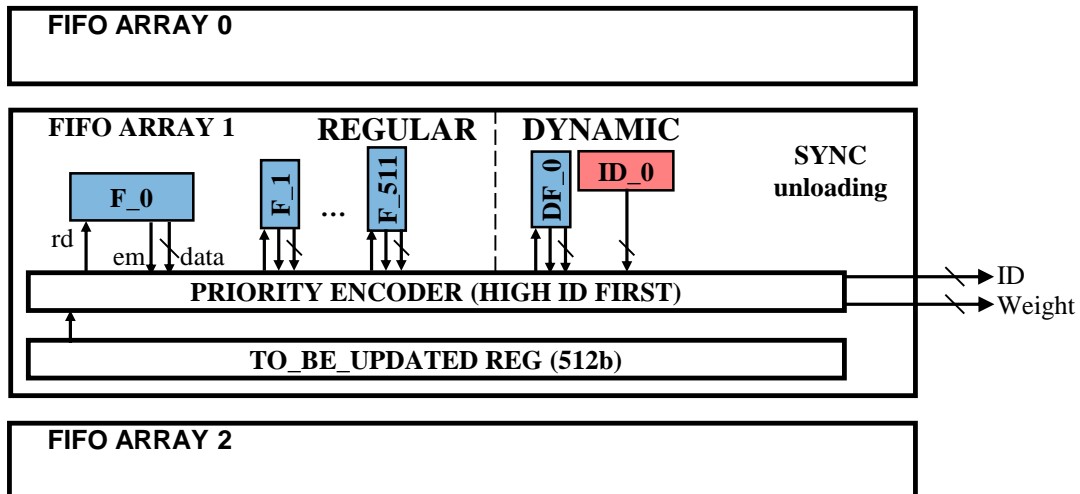 FIFO ARRAY 0
FIFO ARRAY 1
REGULAR
DYNAMIC
SYNC
unloading
F_0
F_1
...
F_511
DF_0
ID_0
rd
em
data
PRIORITY ENCODER (HIGH ID FIRST)
ID
Weight
TO_BE_UPDATED REG (512b)
FIFO ARRAY 2